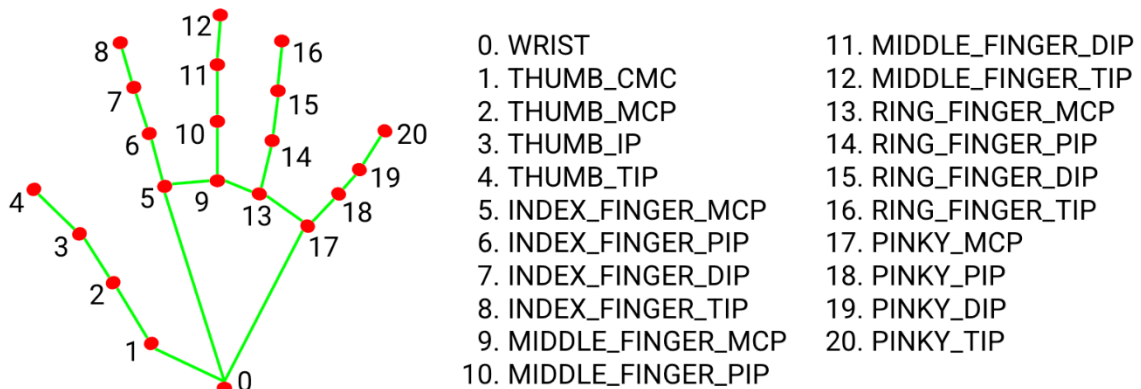 12
8
16
11
7
15
10
20
6
14
19
4
5
9
13
18
3
17
2
1
0
0. WRIST
1. THUMB_CMC
2. THUMB_MCP
3. THUMB_IP
4. THUMB_TIP
5. INDEX_FINGER_MCP
6. INDEX_FINGER_PIP
7. INDEX_FINGER_DIP
8. INDEX_FINGER_TIP
9. MIDDLE_FINGER_MCP
10. MIDDLE_FINGER_PIP
11. MIDDLE_FINGER_DIP
12. MIDDLE_FINGER_TIP
13. RING_FINGER_MCP
14. RING_FINGER_PIP
15. RING_FINGER_DIP
16. RING_FINGER_TIP
17. PINKY_MCP
18. PINKY_PIP
19. PINKY_DIP
20. PINKY_TIP